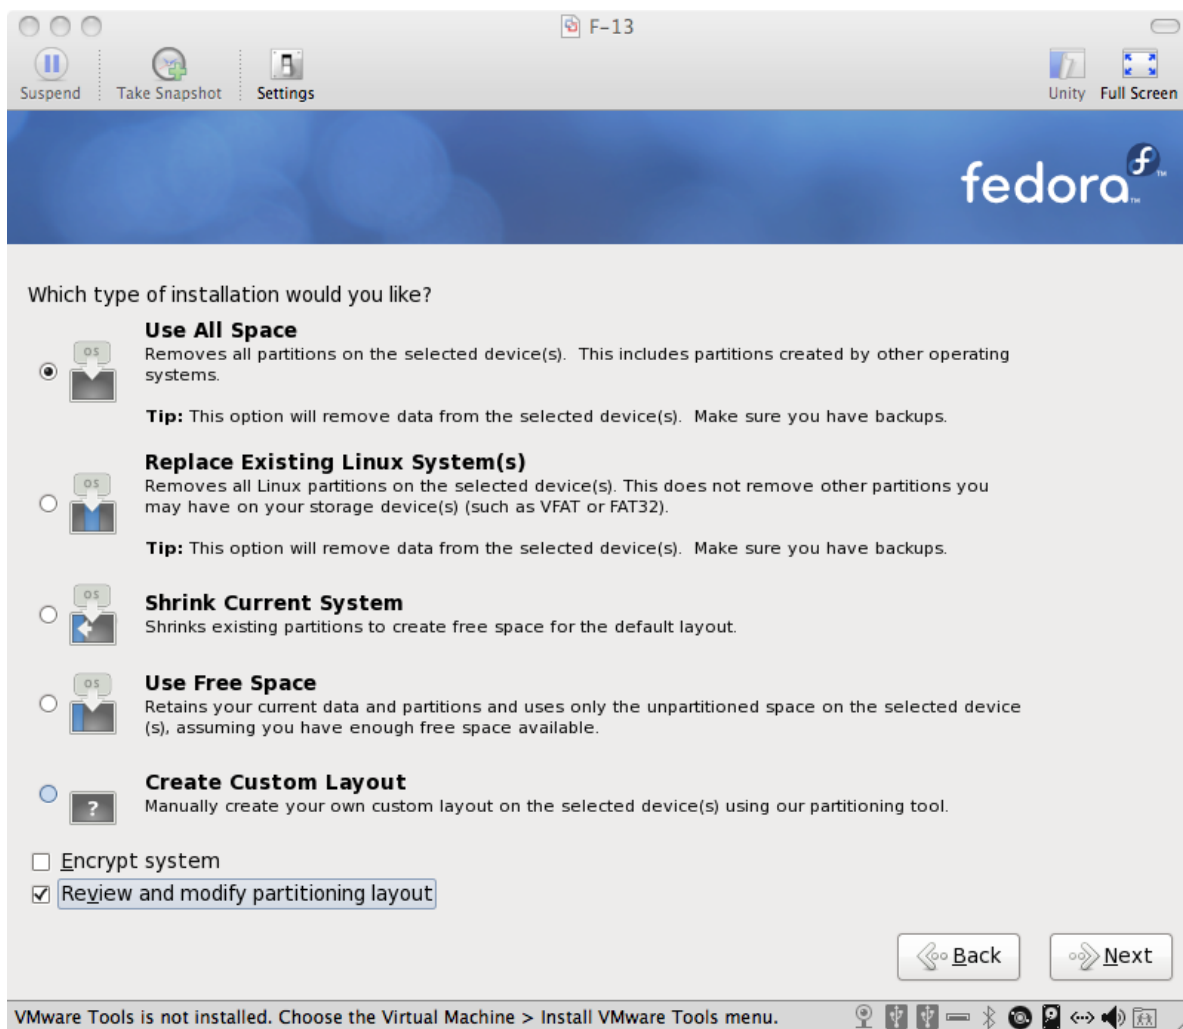 F-13
Suspend
Take Snapshot
Settings
Unity
Full Screen
fedora
TM
TM
Which type of installation would you like?
OS
Use All Space
Removes all partitions on the selected device(s).  This includes partitions created by other operating
systems.
Tip: This option will remove data from the selected device(s).  Make sure you have backups.
OS
Replace Existing Linux System(s)
Removes all Linux partitions on the selected device(s). This does not remove other partitions you
may have on your storage device(s) (such as VFAT or FAT32).
Tip: This option will remove data from the selected device(s).  Make sure you have backups.
OS
Shrink Current System
Shrinks existing partitions to create free space for the default layout.
OS
Use Free Space
Retains your current data and partitions and uses only the unpartitioned space on the selected device
(s), assuming you have enough free space available.
?
Create Custom Layout
Manually create your own custom layout on the selected device(s) using our partitioning tool.
Encrypt system
Review and modify partitioning layout
Back
Next
VMware Tools is not installed. Choose the Virtual Machine > Install VMware Tools menu.